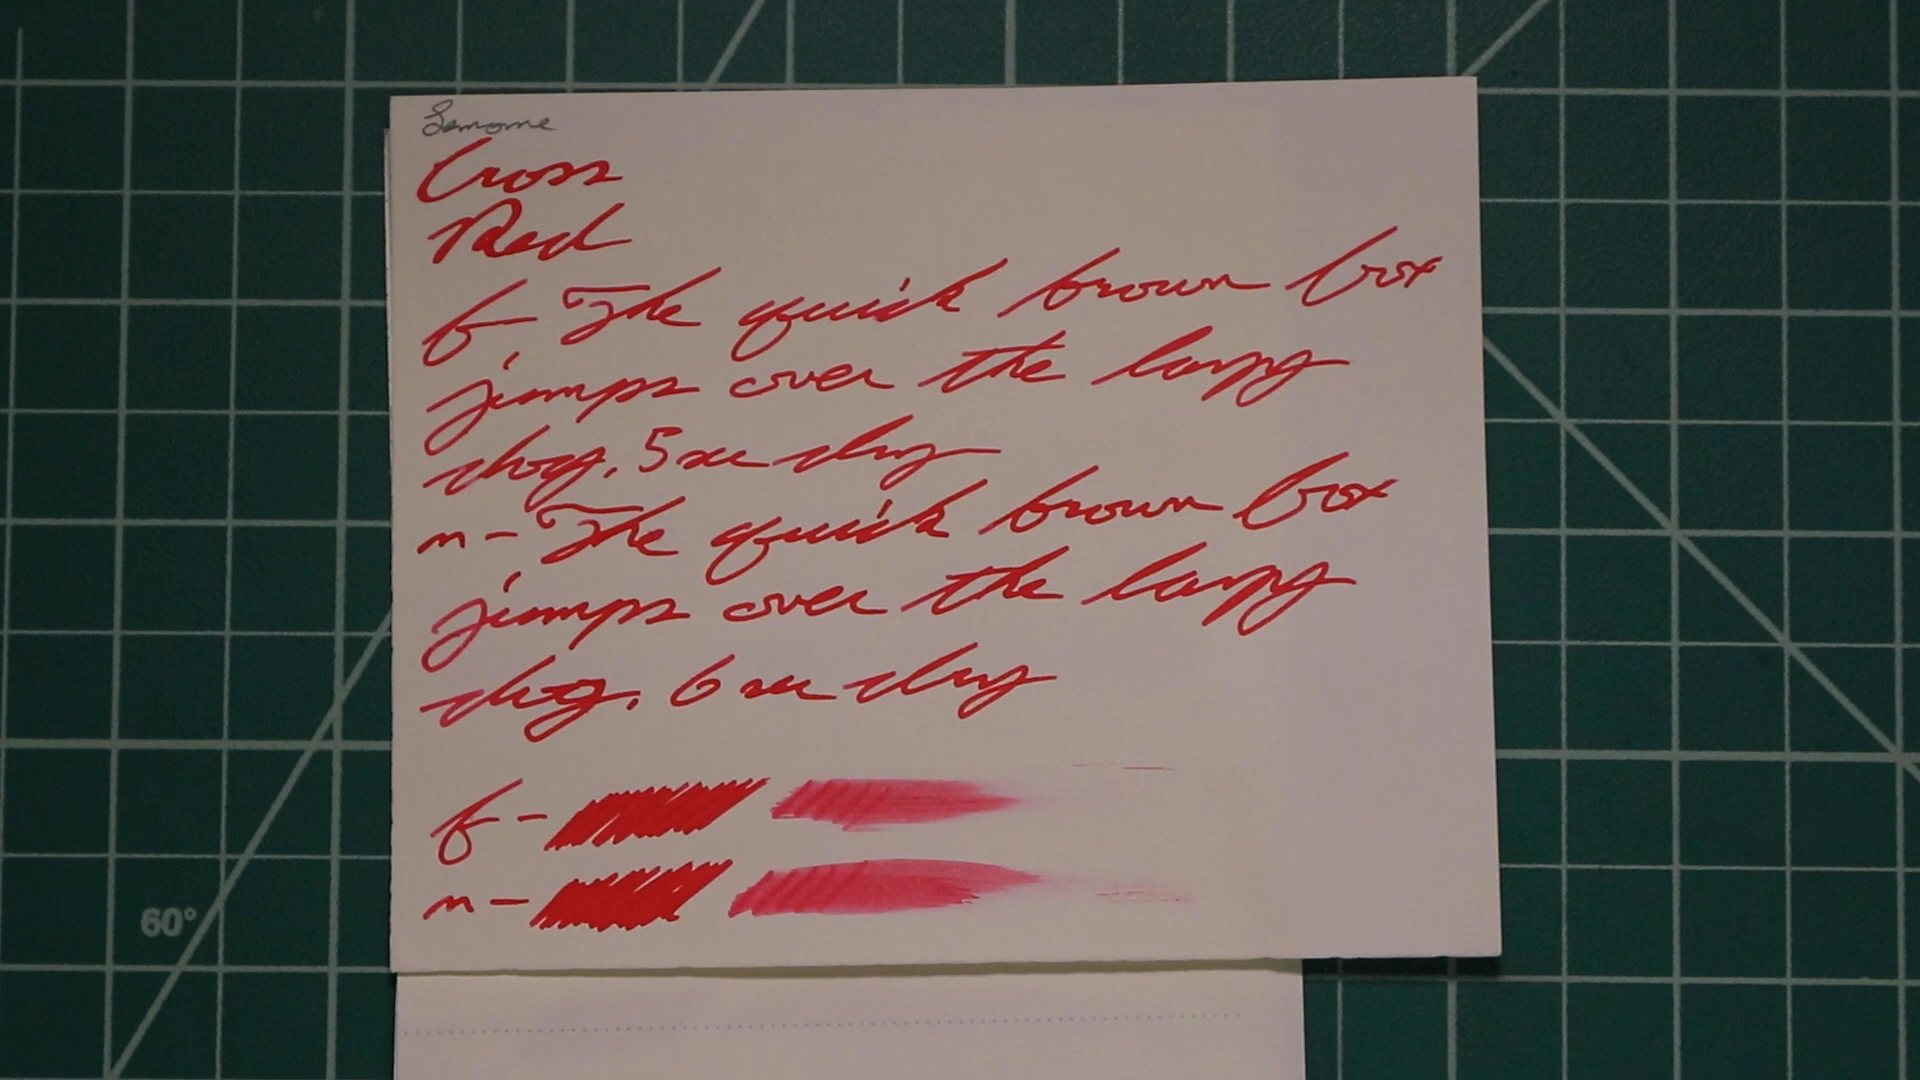 Lemome
Cross
Red
f- The quick brown fox
jumps over the lazy
dog. 5 sec dry
m - The quick brown fox
jumps over the lazy
dog. 6 sec dry
f -
m -
60°